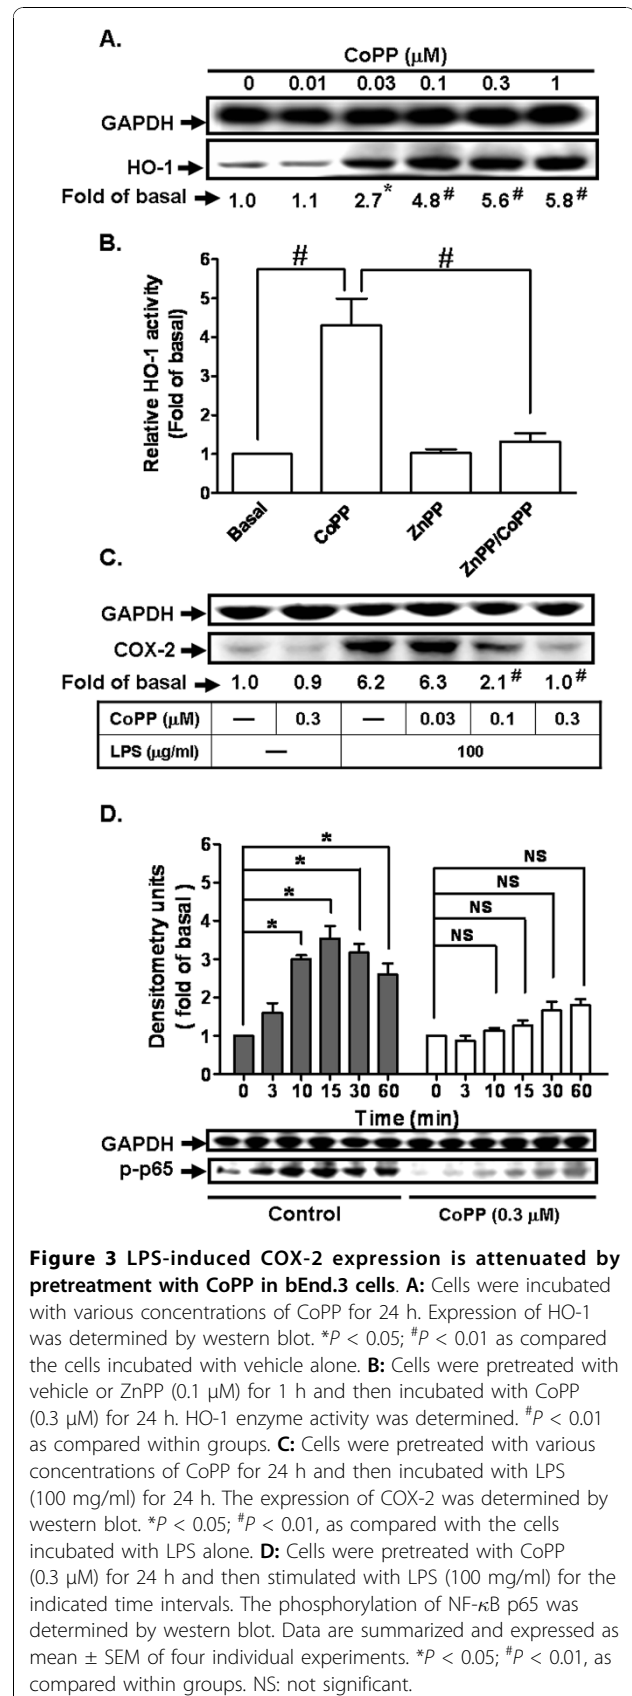 A.
CoPP (μM)
0 0.01 0.03 0.1 0.3 1
GAPDH
HO-1
Fold of basal 1.0 1.1 2.7* 4.8# 5.6# 5.8#
B.
# #
6
5
4
3
2
1
0
Relative HO-1 activity
(Fold of basal)
Basal CoPP ZnPP ZnPP/CoPP
C.
GAPDH
COX-2
Fold of basal 1.0 0.9 6.2 6.3 2.1# 1.0#
CoPP (μM) — 0.3 — 0.03 0.1 0.3
LPS (μg/ml) — 100
D.
6
5
4
3
2
1
0
Densitometry units
( fold of basal )
* * * *
NS
NS
NS
NS
0 3 10 15 30 60 0 3 10 15 30 60
Time (min)
GAPDH
p-p65
Control CoPP (0.3 μM)
Figure 3 LPS-induced COX-2 expression is attenuated by
pretreatment with CoPP in bEnd.3 cells. A: Cells were incubated
with various concentrations of CoPP for 24 h. Expression of HO-1
was determined by western blot. *P < 0.05; #P < 0.01 as compared
the cells incubated with vehicle alone. B: Cells were pretreated with
vehicle or ZnPP (0.1 μM) for 1 h and then incubated with CoPP
(0.3 μM) for 24 h. HO-1 enzyme activity was determined. #P < 0.01
as compared within groups. C: Cells were pretreated with various
concentrations of CoPP for 24 h and then incubated with LPS
(100 mg/ml) for 24 h. The expression of COX-2 was determined by
western blot. *P < 0.05; #P < 0.01, as compared with the cells
incubated with LPS alone. D: Cells were pretreated with CoPP
(0.3 μM) for 24 h and then stimulated with LPS (100 mg/ml) for the
indicated time intervals. The phosphorylation of NF-κB p65 was
determined by western blot. Data are summarized and expressed as
mean ± SEM of four individual experiments. *P < 0.05; #P < 0.01, as
compared within groups. NS: not significant.